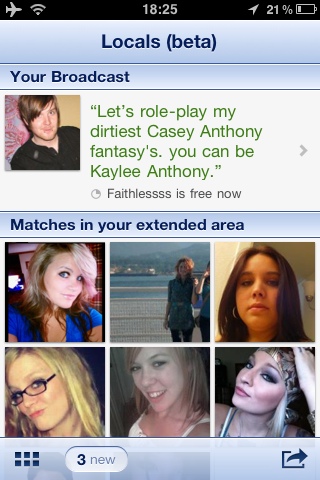 18:25
21 %
Locals (beta)
Your Broadcast
“Let’s role-play my
dirtiest Casey Anthony
fantasy's. you can be
Kaylee Anthony.”
Faithlessss is free now
Matches in your extended area
3 new